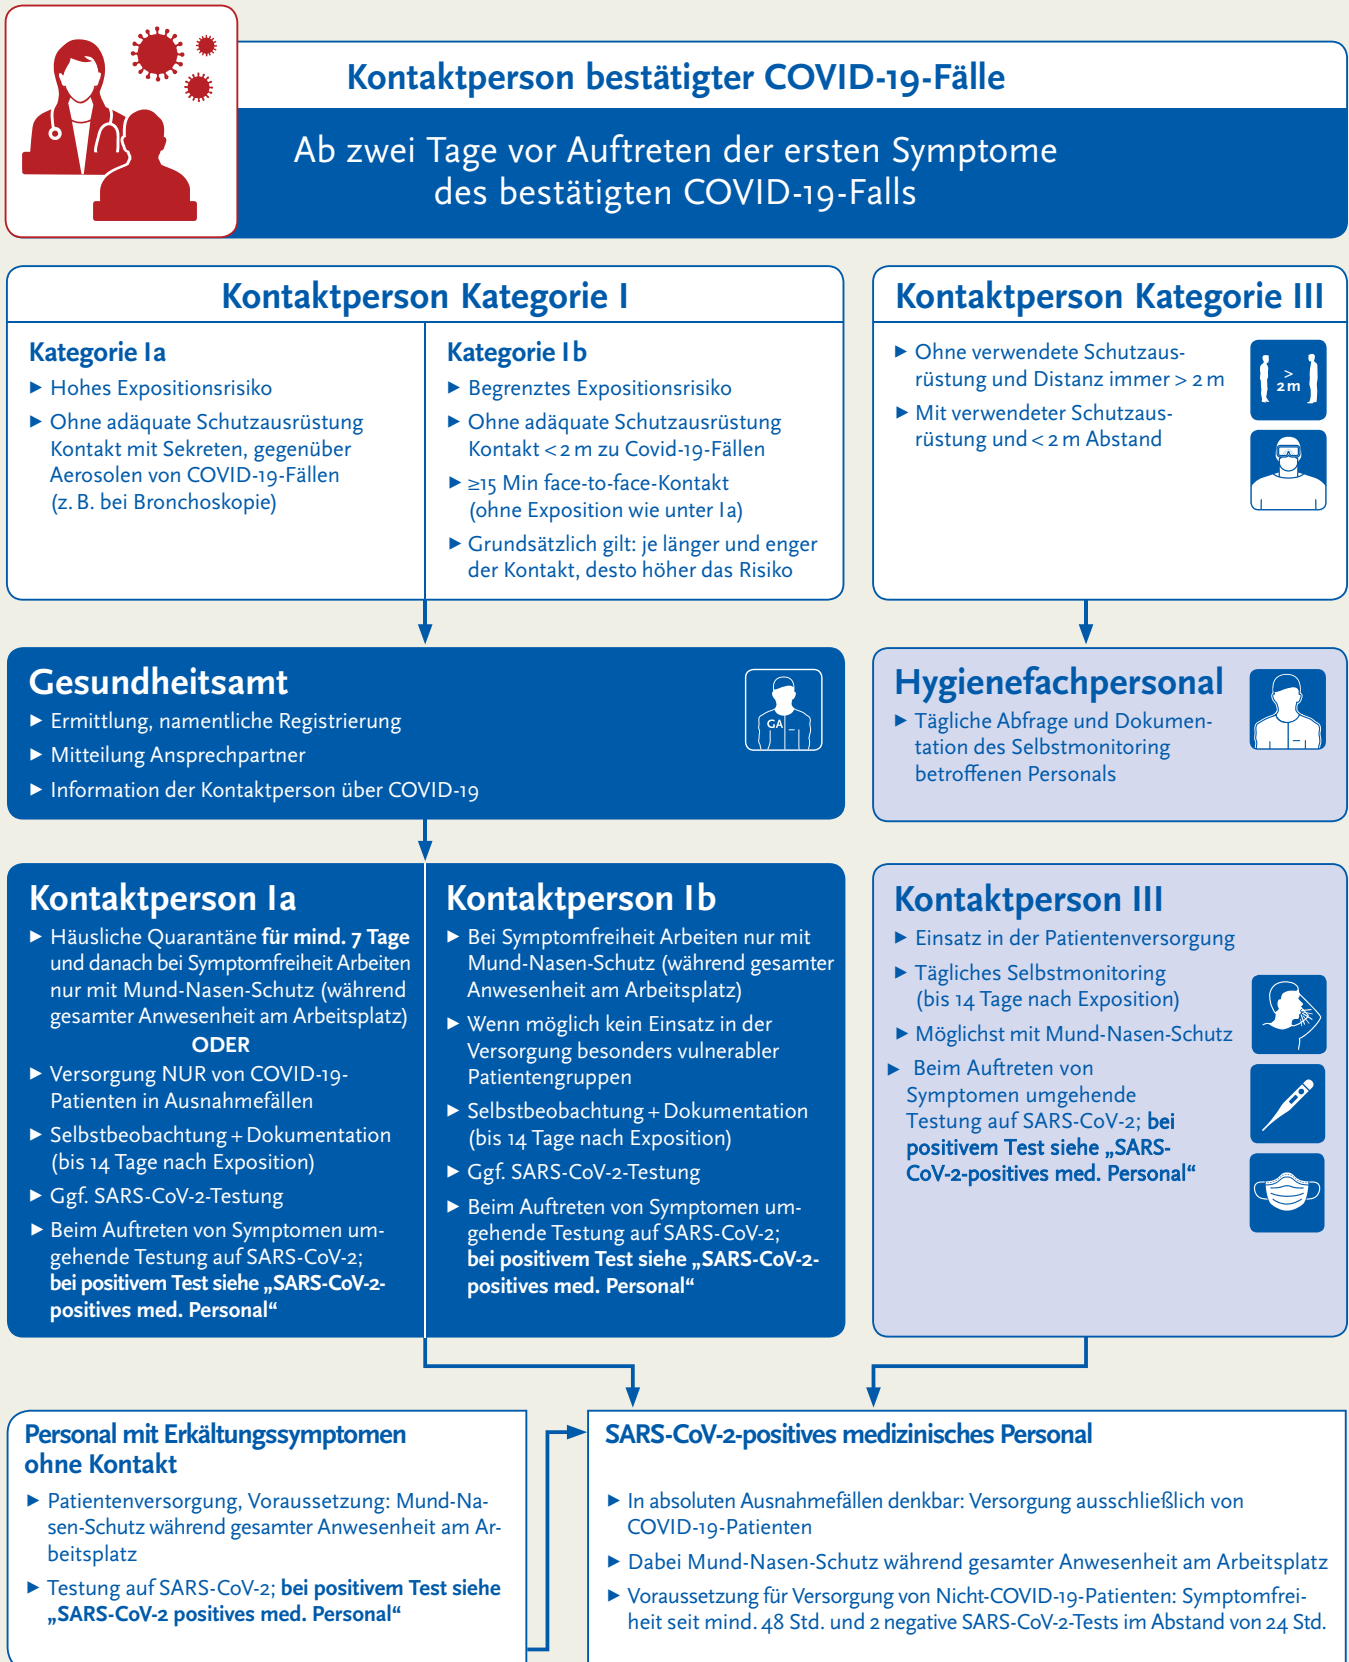 Kontaktperson bestätigter COVID-19-Fälle
Ab zwei Tage vor Auftreten der ersten Symptome
des bestätigten COVID-19-Falls
Kontaktperson Kategorie I
Kategorie Ia
► Hohes Expositionsrisiko
► Ohne adäquate Schutzausrüstung
Kontakt mit Sekreten, gegenüber
Aerosolen von COVID-19-Fällen
(z. B. bei Bronchoskopie)
Kategorie Ib
► Begrenztes Expositionsrisiko
► Ohne adäquate Schutzausrüstung
Kontakt < 2 m zu Covid-19-Fällen
► ≥15 Min face-to-face-Kontakt
(ohne Exposition wie unter Ia)
► Grundsätzlich gilt: je länger und enger
der Kontakt, desto höher das Risiko
Kontaktperson Kategorie III
► Ohne verwendete Schutzaus-
rüstung und Distanz immer > 2 m
► Mit verwendeter Schutzaus-
rüstung und < 2 m Abstand
>
2 m
Gesundheitsamt
► Ermittlung, namentliche Registrierung
► Mitteilung Ansprechpartner
► Information der Kontaktperson über COVID-19
GA
Hygienefachpersonal
► Tägliche Abfrage und Dokumen-
tation des Selbstmonitoring
betroffenen Personals
Kontaktperson Ia
► Häusliche Quarantäne für mind. 7 Tage
und danach bei Symptomfreiheit Arbeiten
nur mit Mund-Nasen-Schutz (während
gesamter Anwesenheit am Arbeitsplatz)
ODER
► Versorgung NUR von COVID-19-
Patienten in Ausnahmefällen
► Selbstbeobachtung + Dokumentation
(bis 14 Tage nach Exposition)
► Ggf. SARS-CoV-2-Testung
► Beim Auftreten von Symptomen um-
gehende Testung auf SARS-CoV-2;
bei positivem Test siehe „SARS-CoV-2-
positives med. Personal“
Kontaktperson Ib
► Bei Symptomfreiheit Arbeiten nur mit
Mund-Nasen-Schutz (während gesamter
Anwesenheit am Arbeitsplatz)
► Wenn möglich kein Einsatz in der
Versorgung besonders vulnerabler
Patientengruppen
► Selbstbeobachtung + Dokumentation
(bis 14 Tage nach Exposition)
► Ggf. SARS-CoV-2-Testung
► Beim Auftreten von Symptomen um-
gehende Testung auf SARS-CoV-2;
bei positivem Test siehe „SARS-CoV-2-
positives med. Personal“
Kontaktperson III
► Einsatz in der Patientenversorgung
► Tägliches Selbstmonitoring
(bis 14 Tage nach Exposition)
► Möglichst mit Mund-Nasen-Schutz
► Beim Auftreten von
Symptomen umgehende
Testung auf SARS-CoV-2; bei
positivem Test siehe „SARS-
CoV-2-positives med. Personal“
Personal mit Erkältungssymptomen
ohne Kontakt
► Patientenversorgung, Voraussetzung: Mund-Na-
sen-Schutz während gesamter Anwesenheit am Ar-
beitsplatz
► Testung auf SARS-CoV-2; bei positivem Test siehe
„SARS-CoV-2 positives med. Personal“
SARS-CoV-2-positives medizinisches Personal
► In absoluten Ausnahmefällen denkbar: Versorgung ausschließlich von
COVID-19-Patienten
► Dabei Mund-Nasen-Schutz während gesamter Anwesenheit am Arbeitsplatz
► Voraussetzung für Versorgung von Nicht-COVID-19-Patienten: Symptomfrei-
heit seit mind. 48 Std. und 2 negative SARS-CoV-2-Tests im Abstand von 24 Std.